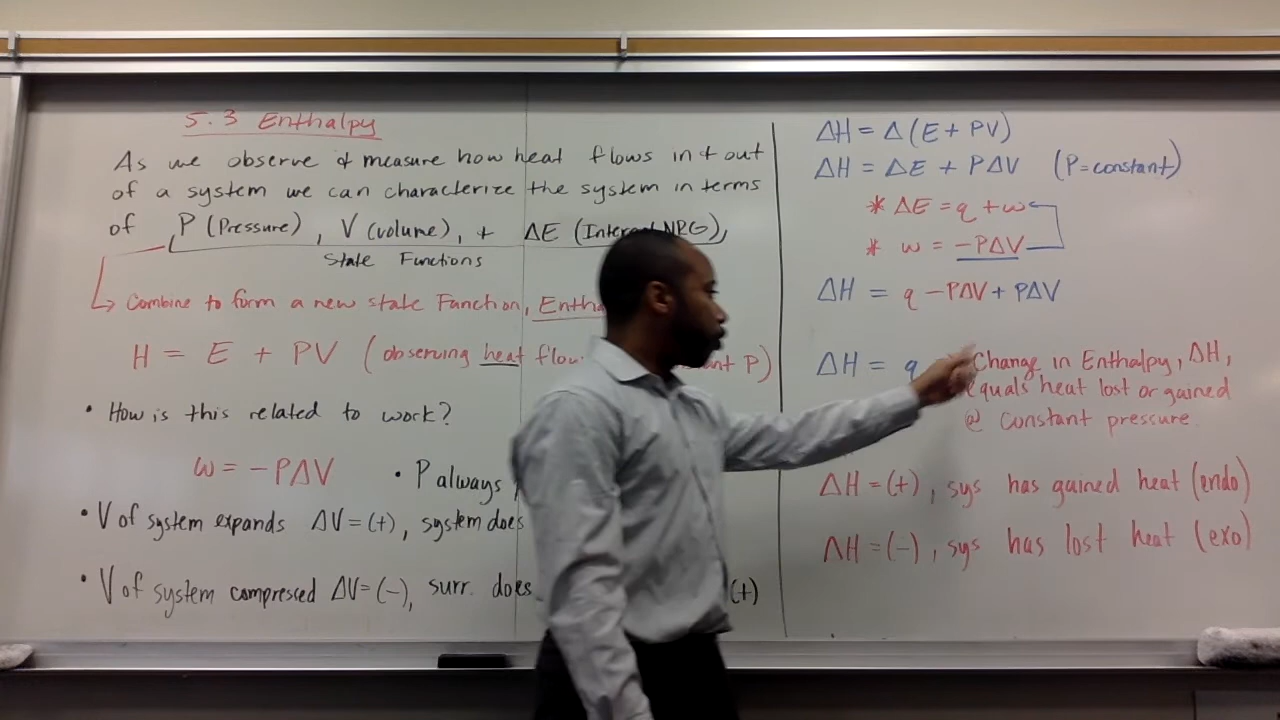 5.3 Enthalpy
As we observe & measure how heat flows in & out
of a system we can characterize the system in terms
of P (Pressure), V (volume), + ΔE (Internal NRG),
State Functions
↳ Combine to form a new state Function,
H = E + PV (observing heat P)
• How is this related to work?
w = -PΔV • P always
• V of system expands ΔV=(+), system does
• V of system compressed ΔV=(-), surr. does (+)
ΔH = Δ(E + PV)
ΔH = ΔE + PΔV (P=constant)
* ΔE = q + w
* w = -PΔV
ΔH = q -PΔV + PΔV
ΔH = q Change in Enthalpy, ΔH,
equals heat lost or gained
@ constant pressure
ΔH = (+), sys has gained heat (endo)
ΔH = (-), sys has lost heat (exo)